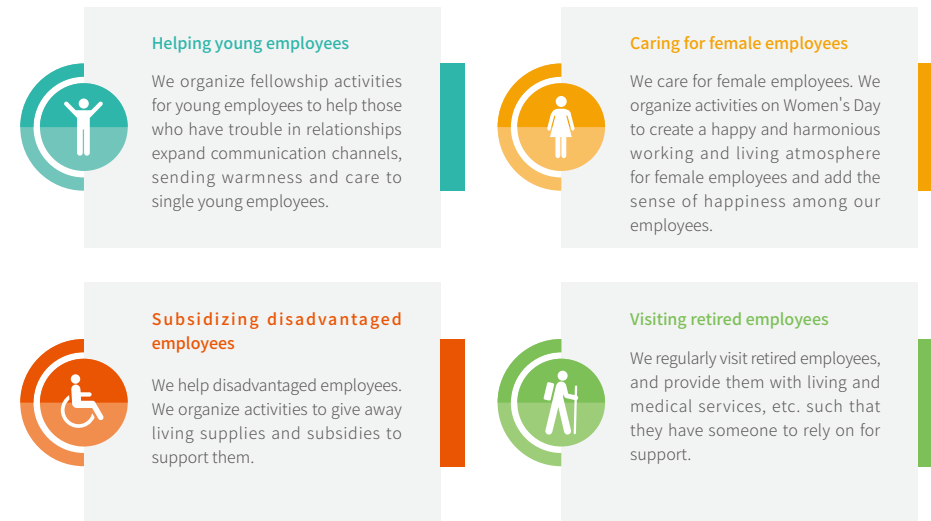 Helping young employees
We organize fellowship activities
for young employees to help those
who have trouble in relationships
expand communication channels,
sending warmness and care to
single young employees.
Caring for female employees
We care for female employees. We
organize activities on Women's Day
to create a happy and harmonious
working and living atmosphere
for female employees and add the
sense of happiness among our
employees.
Subsidizing disadvantaged
employees
We help disadvantaged employees.
We organize activities to give away
living supplies and subsidies to
support them.
Visiting retired employees
We regularly visit retired employees,
and provide them with living and
medical services, etc. such that
they have someone to rely on for
support.